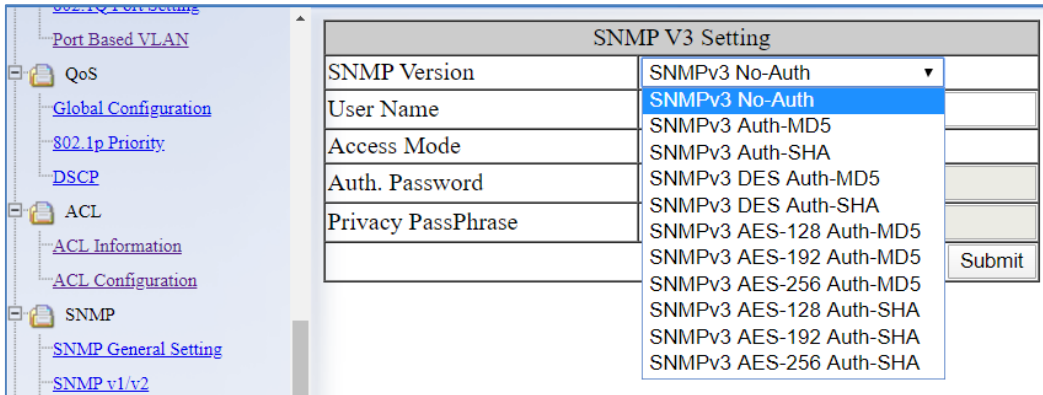 802.1Q Port Setting
Port Based VLAN
QoS
Global Configuration
802.1p Priority
DSCP
ACL
ACL Information
ACL Configuration
SNMP
SNMP General Setting
SNMP v1/v2
SNMP V3 Setting
SNMP Version
SNMPv3 No-Auth
User Name
Access Mode
Auth. Password
Privacy PassPhrase
SNMPv3 No-Auth
SNMPv3 Auth-MD5
SNMPv3 Auth-SHA
SNMPv3 DES Auth-MD5
SNMPv3 DES Auth-SHA
SNMPv3 AES-128 Auth-MD5
SNMPv3 AES-192 Auth-MD5
SNMPv3 AES-256 Auth-MD5
SNMPv3 AES-128 Auth-SHA
SNMPv3 AES-192 Auth-SHA
SNMPv3 AES-256 Auth-SHA
Submit